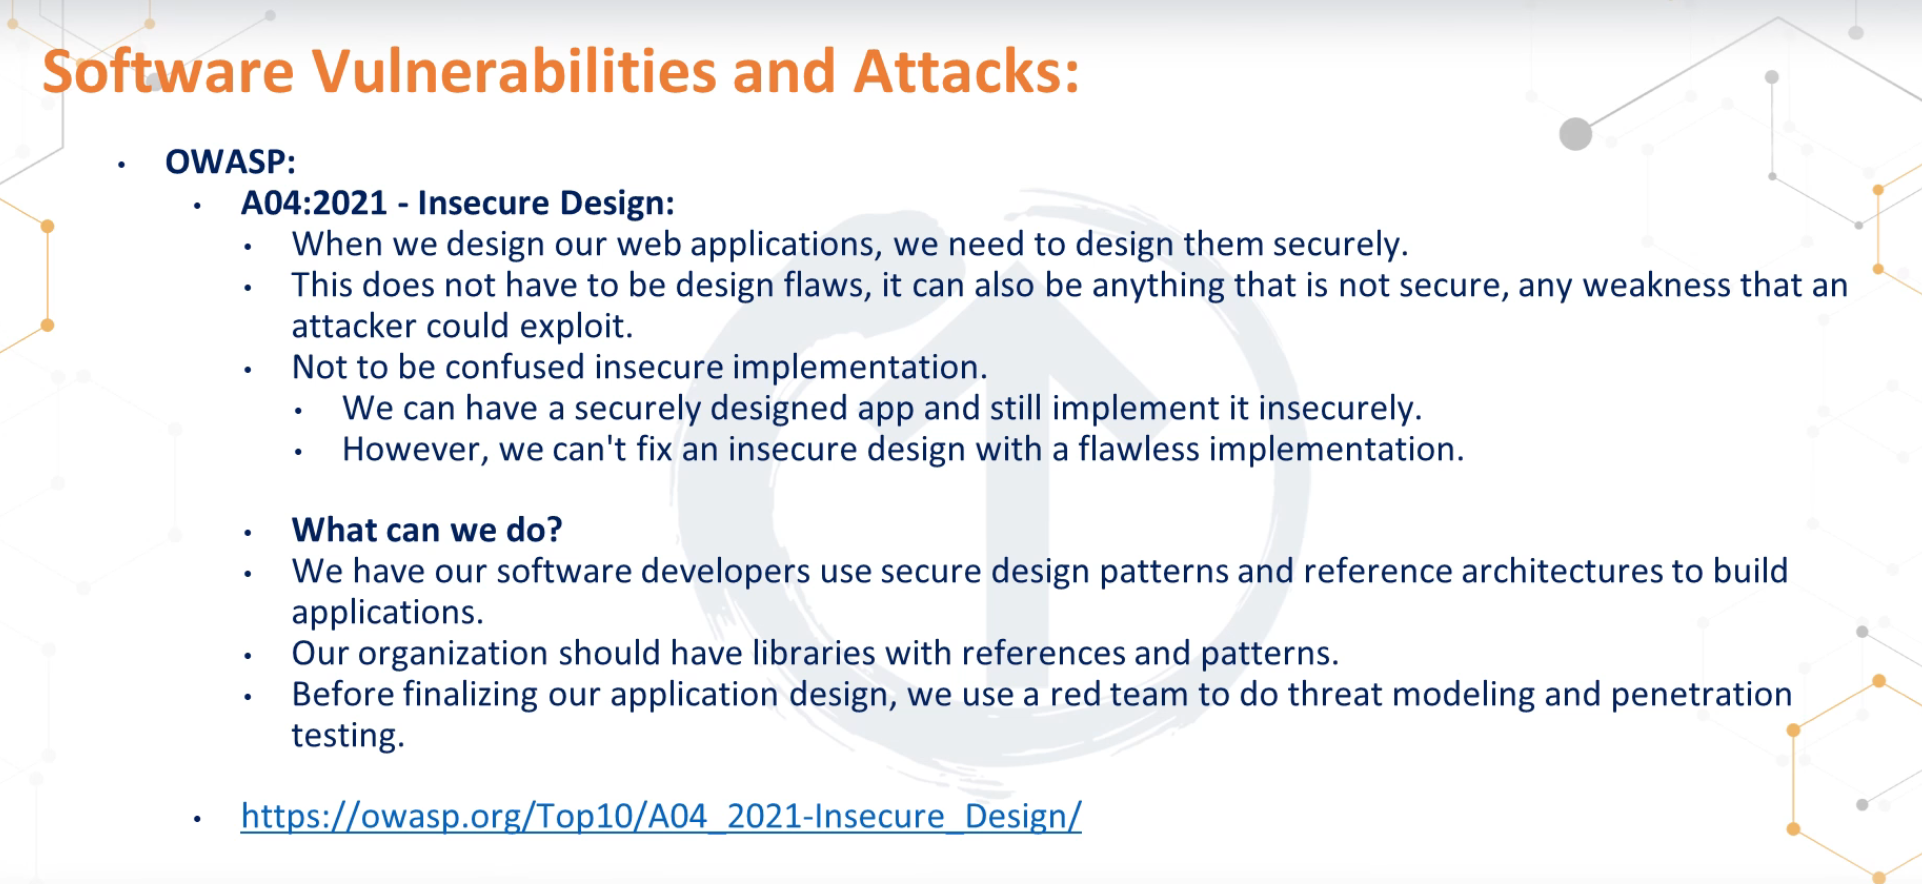 Software Vulnerabilities and Attacks:
• OWASP:
• A04:2021 - Insecure Design:
• When we design our web applications, we need to design them securely.
• This does not have to be design flaws, it can also be anything that is not secure, any weakness that an
attacker could exploit.
• Not to be confused insecure implementation.
• We can have a securely designed app and still implement it insecurely.
• However, we can't fix an insecure design with a flawless implementation.
• What can we do?
• We have our software developers use secure design patterns and reference architectures to build
applications.
• Our organization should have libraries with references and patterns.
• Before finalizing our application design, we use a red team to do threat modeling and penetration
testing.
• https://owasp.org/Top10/A04_2021-Insecure_Design/